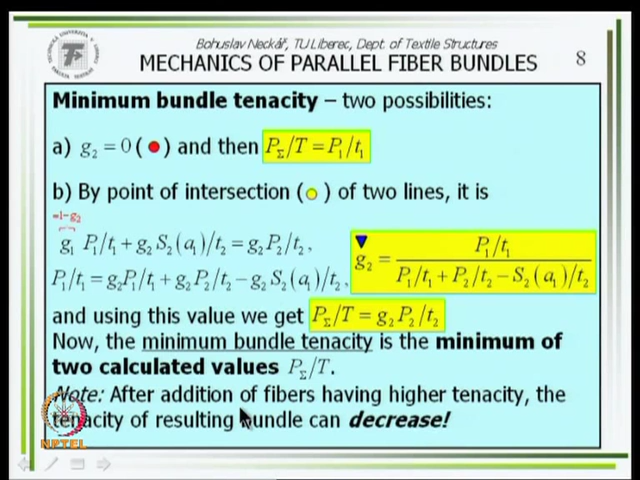 Bohuslav Neckář, TU Liberec, Dept. of Textile Structures
MECHANICS OF PARALLEL FIBER BUNDLES 8
Minimum bundle tenacity – two possibilities:
a) g₂ = 0 ( ) and then P_Σ/T = P₁/t₁
b) By point of intersection ( ) of two lines, it is
=1−g₂
g₁ P₁/t₁ + g₂ S₂(a₁)/t₂ = g₂ P₂/t₂,
P₁/t₁ = g₂P₁/t₁ + g₂ P₂/t₂ − g₂ S₂(a₁)/t₂,
g₂ = (P₁/t₁) / (P₁/t₁ + P₂/t₂ − S₂(a₁)/t₂)
and using this value we get P_Σ/T = g₂ P₂/t₂
Now, the minimum bundle tenacity is the minimum of
two calculated values P_Σ/T.
Note: After addition of fibers having higher tenacity, the
tenacity of resulting bundle can decrease!
NPTEL